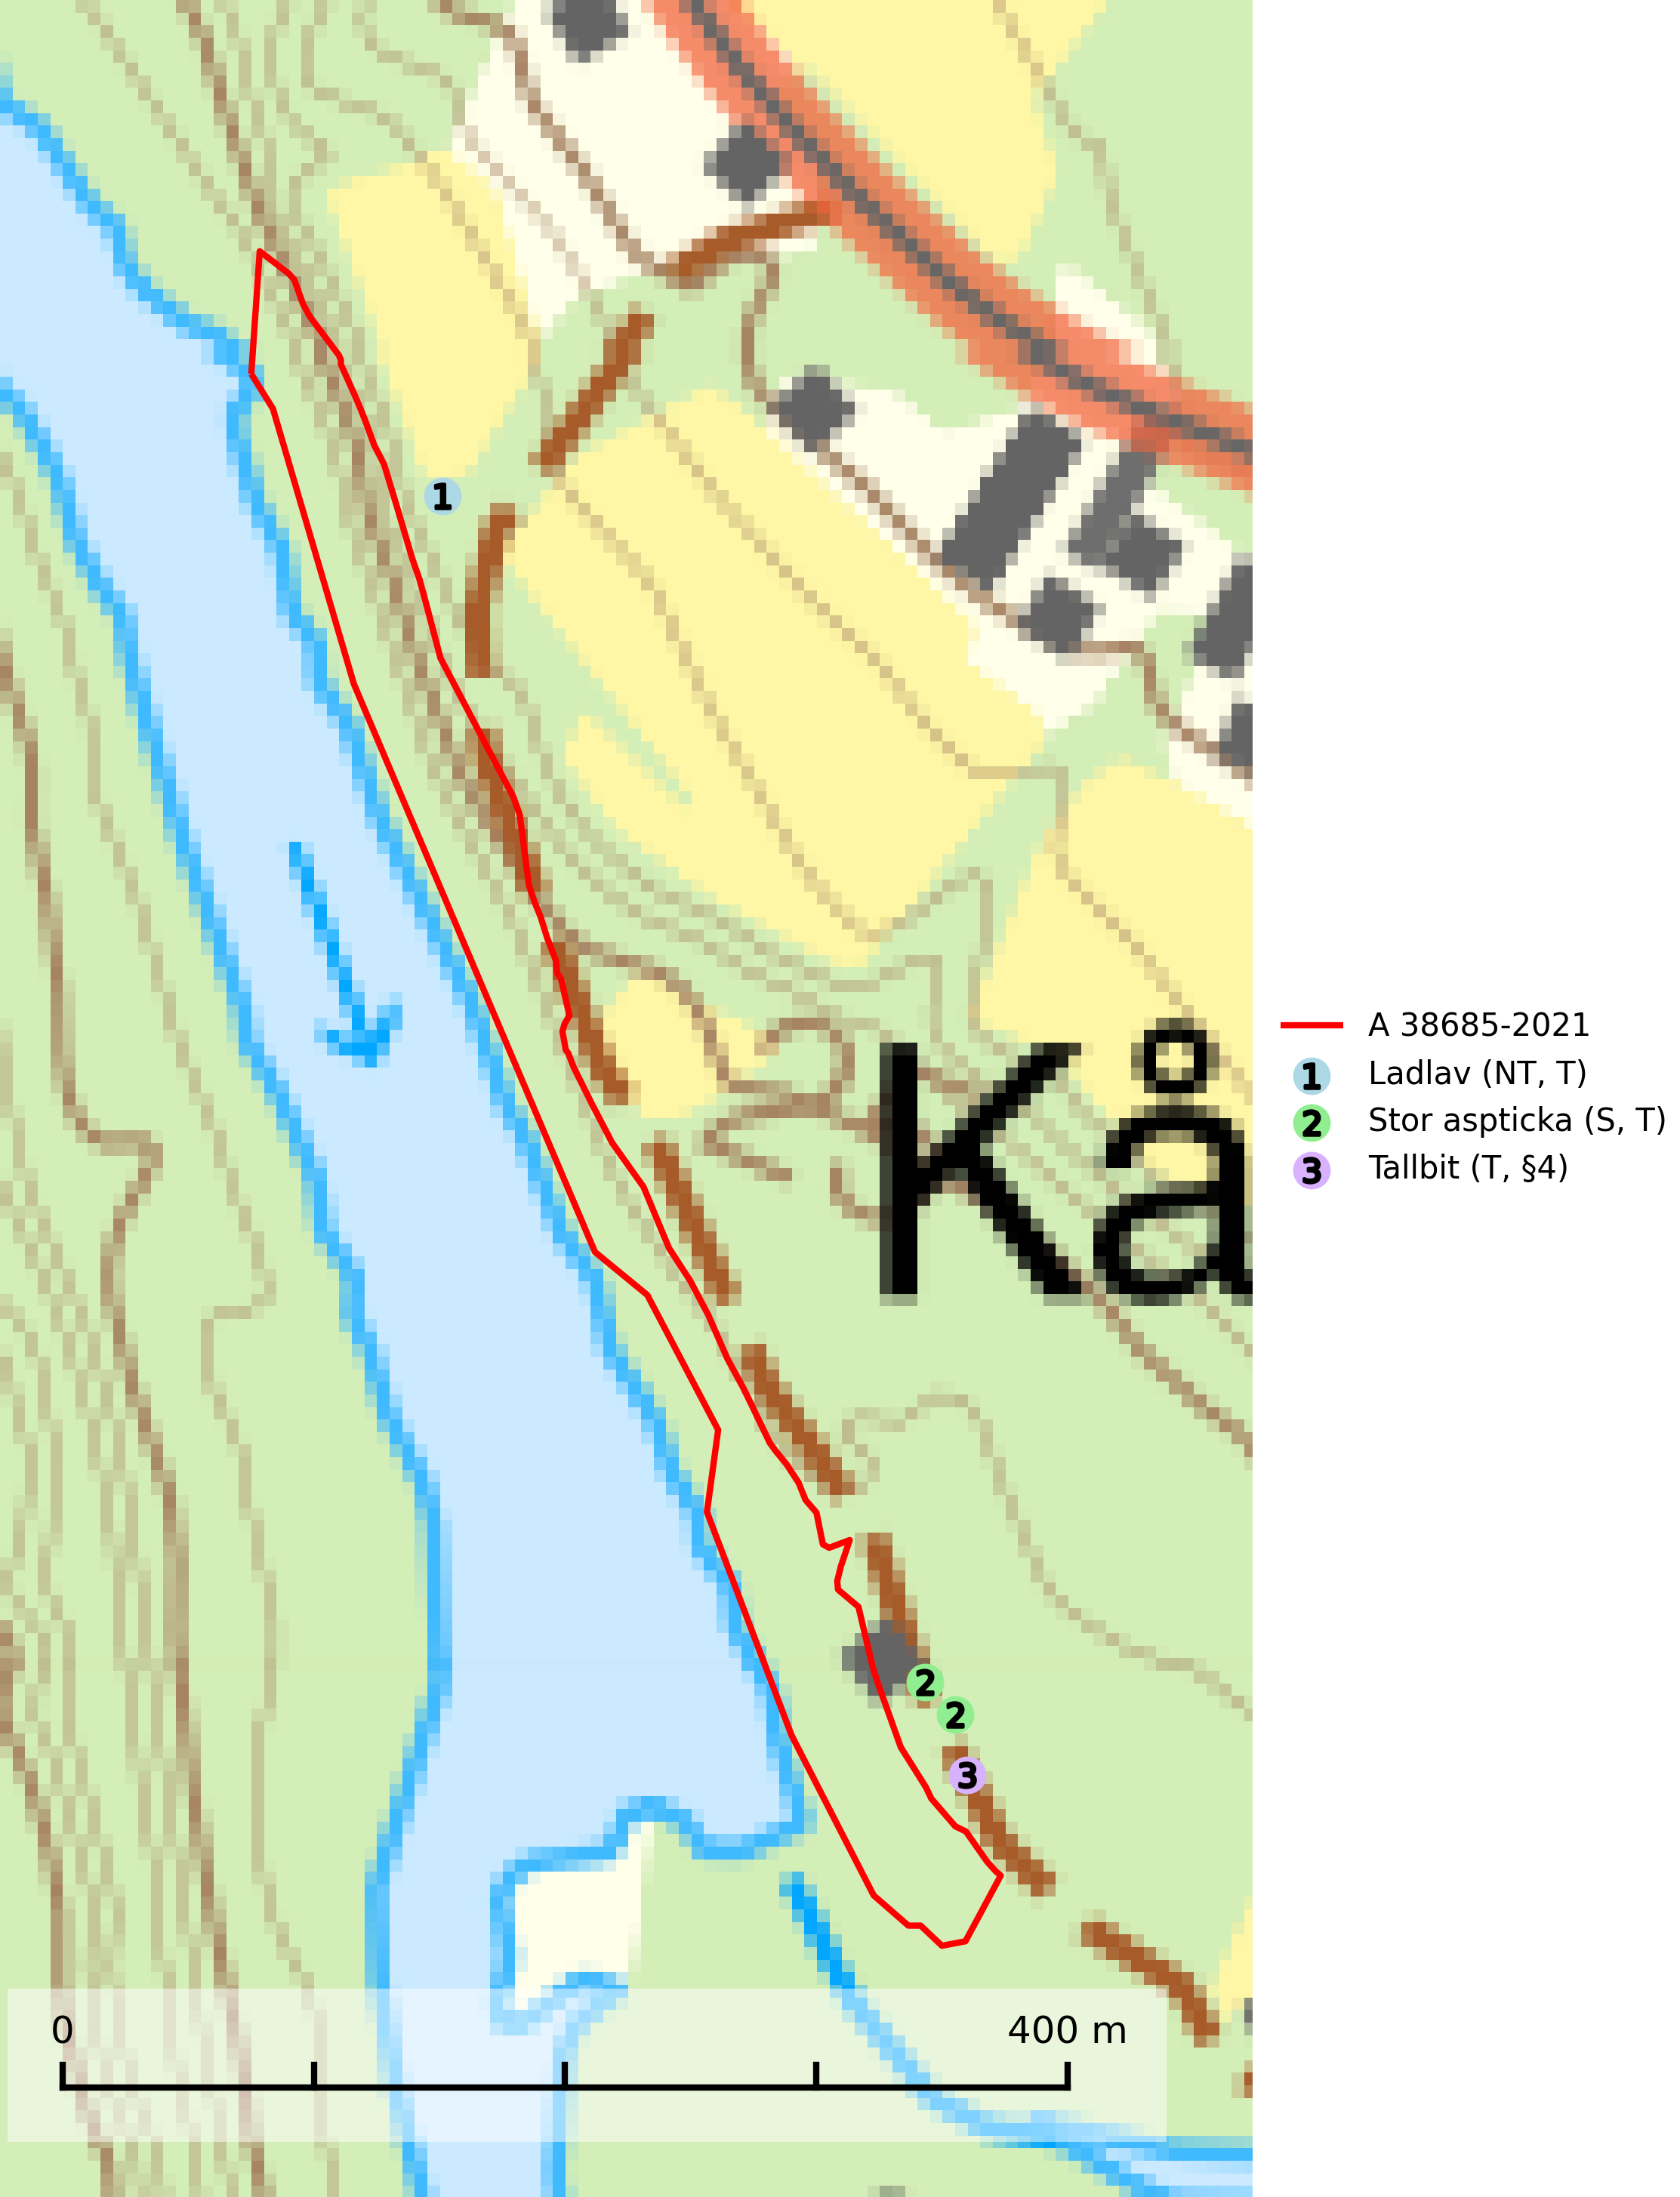 1
Kå
2
2
3
0 400 m
A 38685-2021
1 Ladlav (NT, T)
2 Stor aspticka (S, T)
3 Tallbit (T, §4)